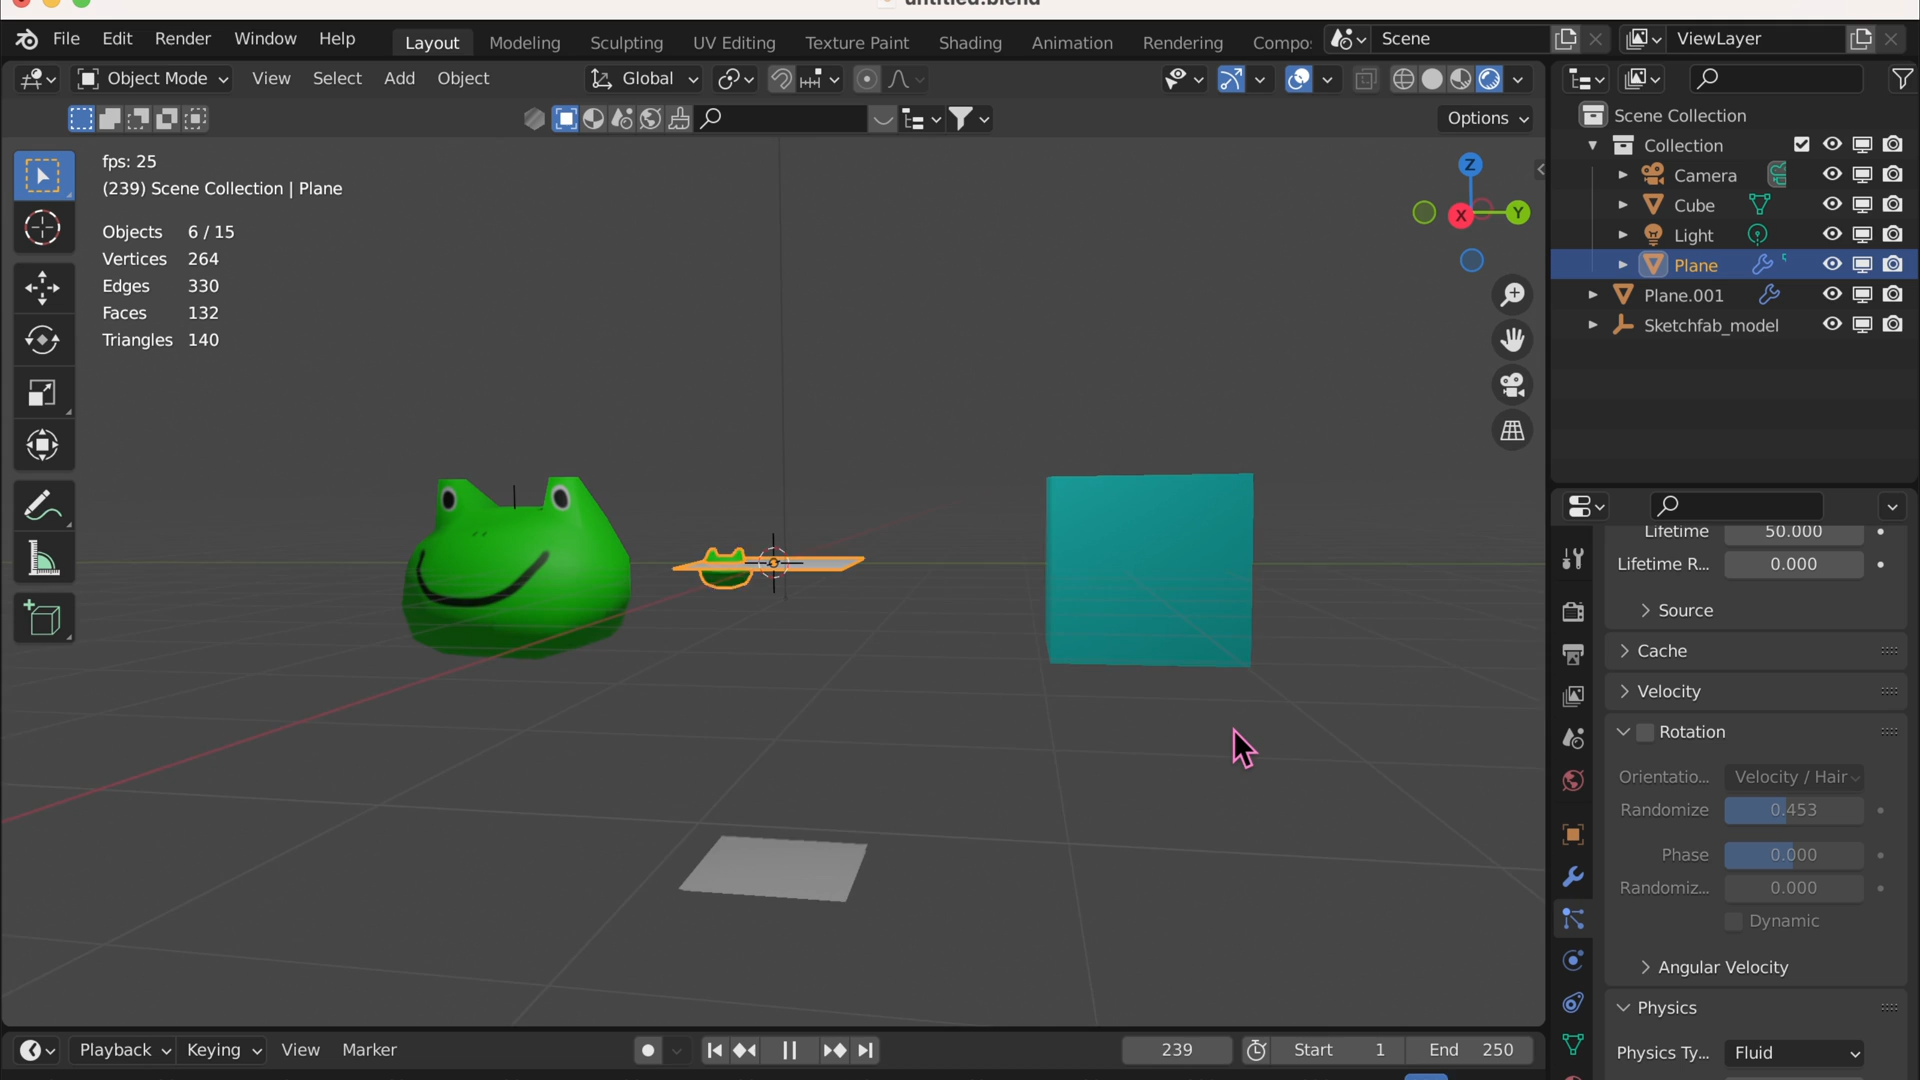 untitled.blend
File Edit Render Window Help
Layout Modeling Sculpting UV Editing Texture Paint Shading Animation Rendering Compo:
Scene
ViewLayer
Object Mode View Select Add Object
Global
Options
fps: 25
(239) Scene Collection | Plane
Objects 6 / 15
Vertices 264
Edges 330
Faces 132
Triangles 140
Z
X
Y
Scene Collection
Collection
Camera
Cube
Light
Plane
Plane.001
Sketchfab_model
Lifetime 50.000
Lifetime R... 0.000
Source
Cache
Velocity
Rotation
Orientatio... Velocity / Hair
Randomize 0.453
Phase 0.000
Randomiz... 0.000
Dynamic
Angular Velocity
Physics
Physics Ty... Fluid
Playback Keying View Marker
239
Start 1
End 250